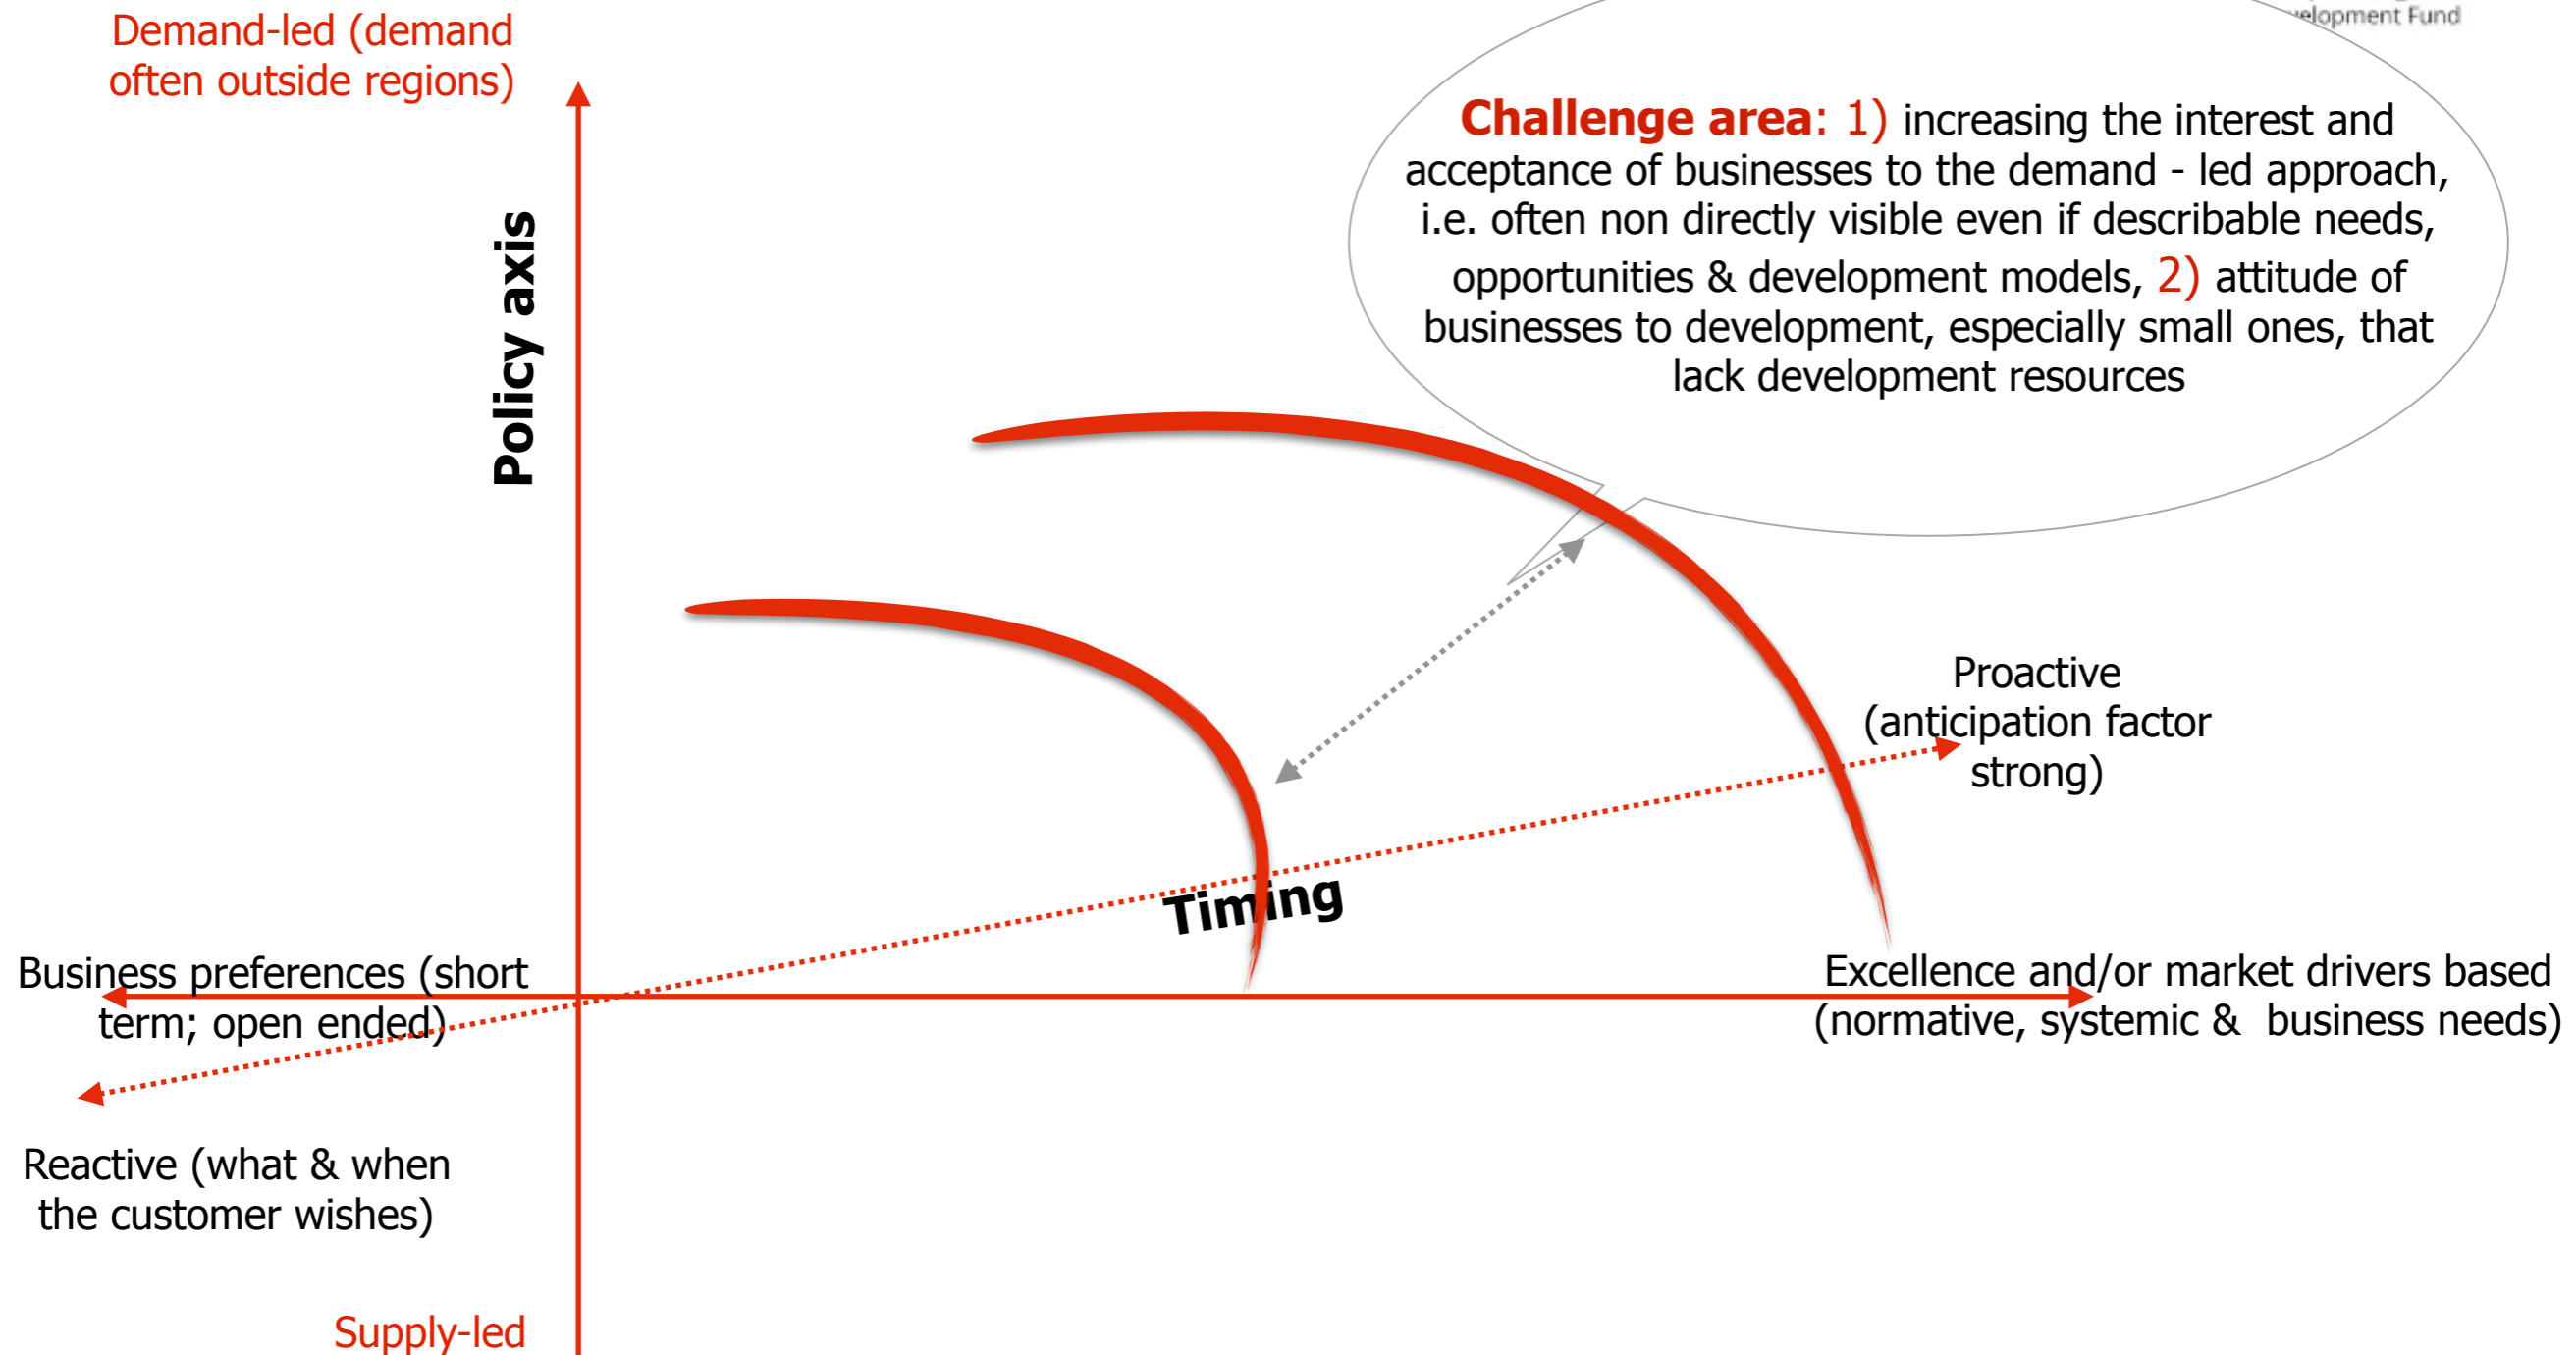 Demand-led (demand
often outside regions)
Development Fund
Challenge area: 1) increasing the interest and
acceptance of businesses to the demand - led approach,
i.e. often non directly visible even if describable needs,
opportunities & development models, 2) attitude of
businesses to development, especially small ones, that
lack development resources
Policy axis
Proactive
(anticipation factor
strong)
Timing
Business preferences (short
term; open ended)
Excellence and/or market drivers based
(normative, systemic &  business needs)
Reactive (what & when
the customer wishes)
Supply-led